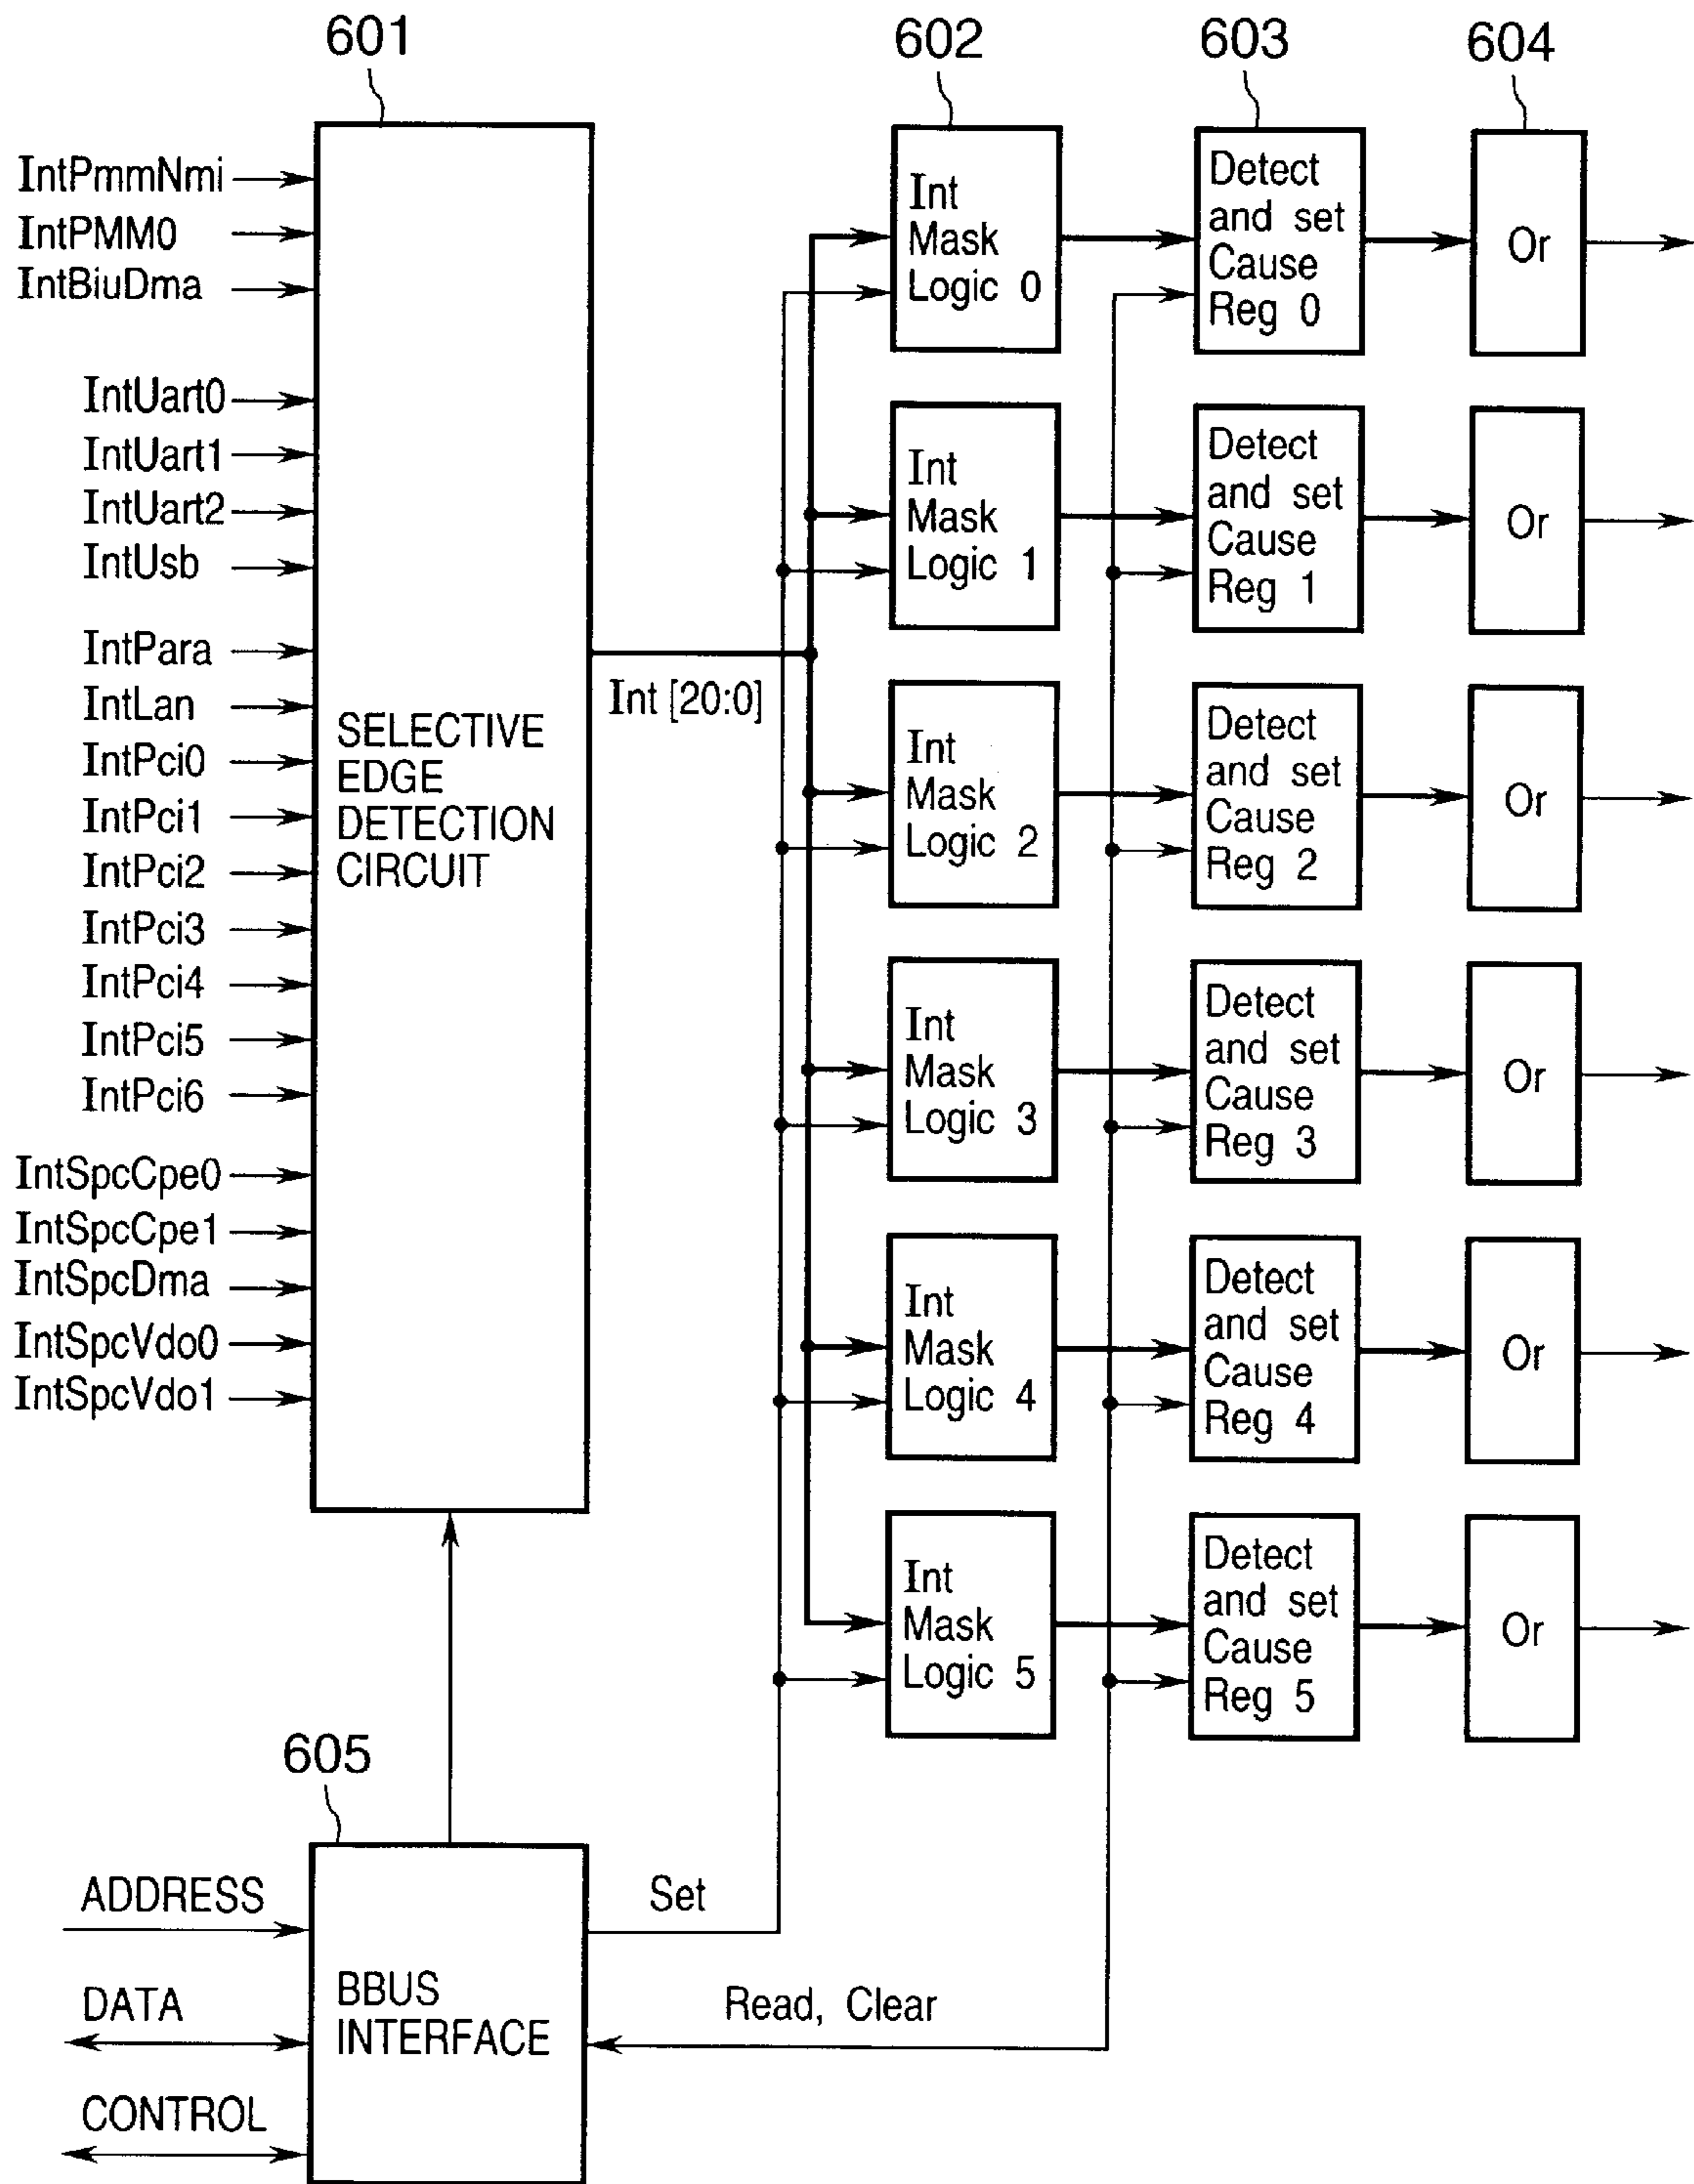 601
602
603
604
IntPmmNmi
IntPMM0
IntBiuDma
IntUart0
IntUart1
IntUart2
IntUsb
IntPara
IntLan
IntPci0
IntPci1
IntPci2
IntPci3
IntPci4
IntPci5
IntPci6
IntSpcCpe0
IntSpcCpe1
IntSpcDma
IntSpcVdo0
IntSpcVdo1
SELECTIVE
EDGE
DETECTION
CIRCUIT
Int [20:0]
Int
Mask
Logic 0
Detect
and set
Cause
Reg 0
Or
Int
Mask
Logic 1
Detect
and set
Cause
Reg 1
Or
Int
Mask
Logic 2
Detect
and set
Cause
Reg 2
Or
Int
Mask
Logic 3
Detect
and set
Cause
Reg 3
Or
Int
Mask
Logic 4
Detect
and set
Cause
Reg 4
Or
Int
Mask
Logic 5
Detect
and set
Cause
Reg 5
Or
605
ADDRESS
DATA
CONTROL
BBUS
INTERFACE
Set
Read, Clear